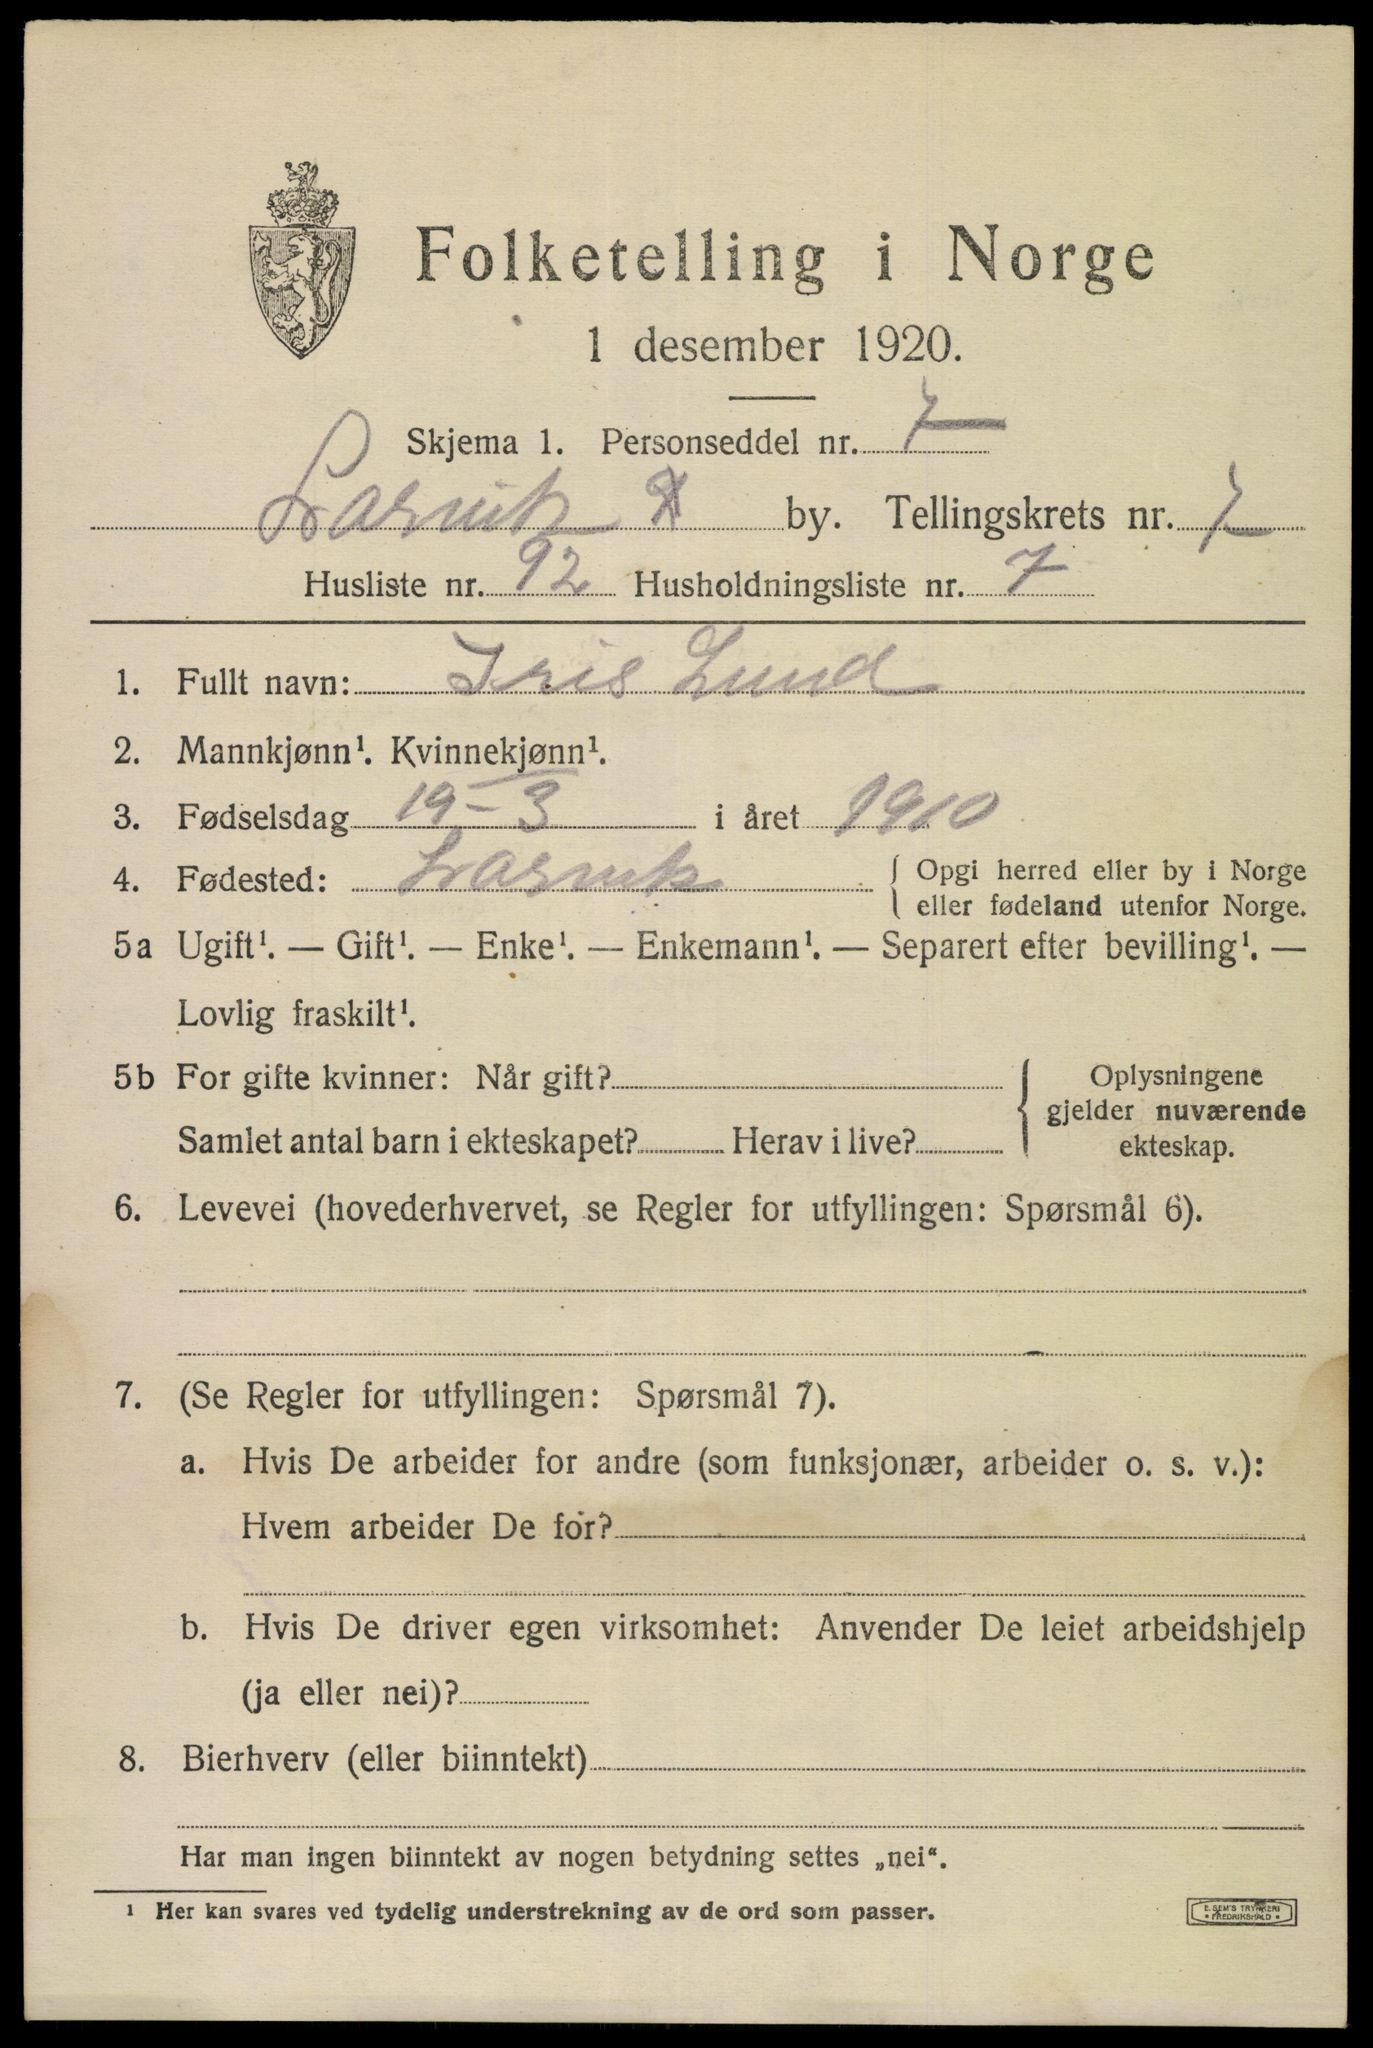 Folketelling i Norge
1 desember 1920.
Skjema 1. Personseddel nr. 7
Larvik by. Tellingskrets nr. 7
Husliste nr. 92 Husholdningsliste nr. 7
1. Fullt navn: Iris Lund
2. Mannkjønn¹. Kvinnekjønn¹.
3. Fødselsdag 19-3 i året 1910
4. Fødested: Larvik { Opgi herred eller by i Norge
eller fødeland utenfor Norge.
5a Ugift¹. — Gift¹. — Enke¹. — Enkemann¹. — Separert efter bevilling¹. —
Lovlig fraskilt¹.
5b For gifte kvinner: Når gift? { Oplysningene
gjelder nuværende
Samlet antal barn i ekteskapet? Herav i live? ekteskap.
6. Levevei (hovederhvervet, se Regler for utfyllingen: Spørsmål 6).
7. (Se Regler for utfyllingen: Spørsmål 7).
a. Hvis De arbeider for andre (som funksjonær, arbeider o. s. v.):
Hvem arbeider De for?
b. Hvis De driver egen virksomhet: Anvender De leiet arbeidshjelp
(ja eller nei)?
8. Bierhverv (eller biinntekt)
Har man ingen biinntekt av nogen betydning settes „nei“.
¹ Her kan svares ved tydelig understrekning av de ord som passer.
E. SEM'S TRYKKERI
• FREDRIKSHALD •